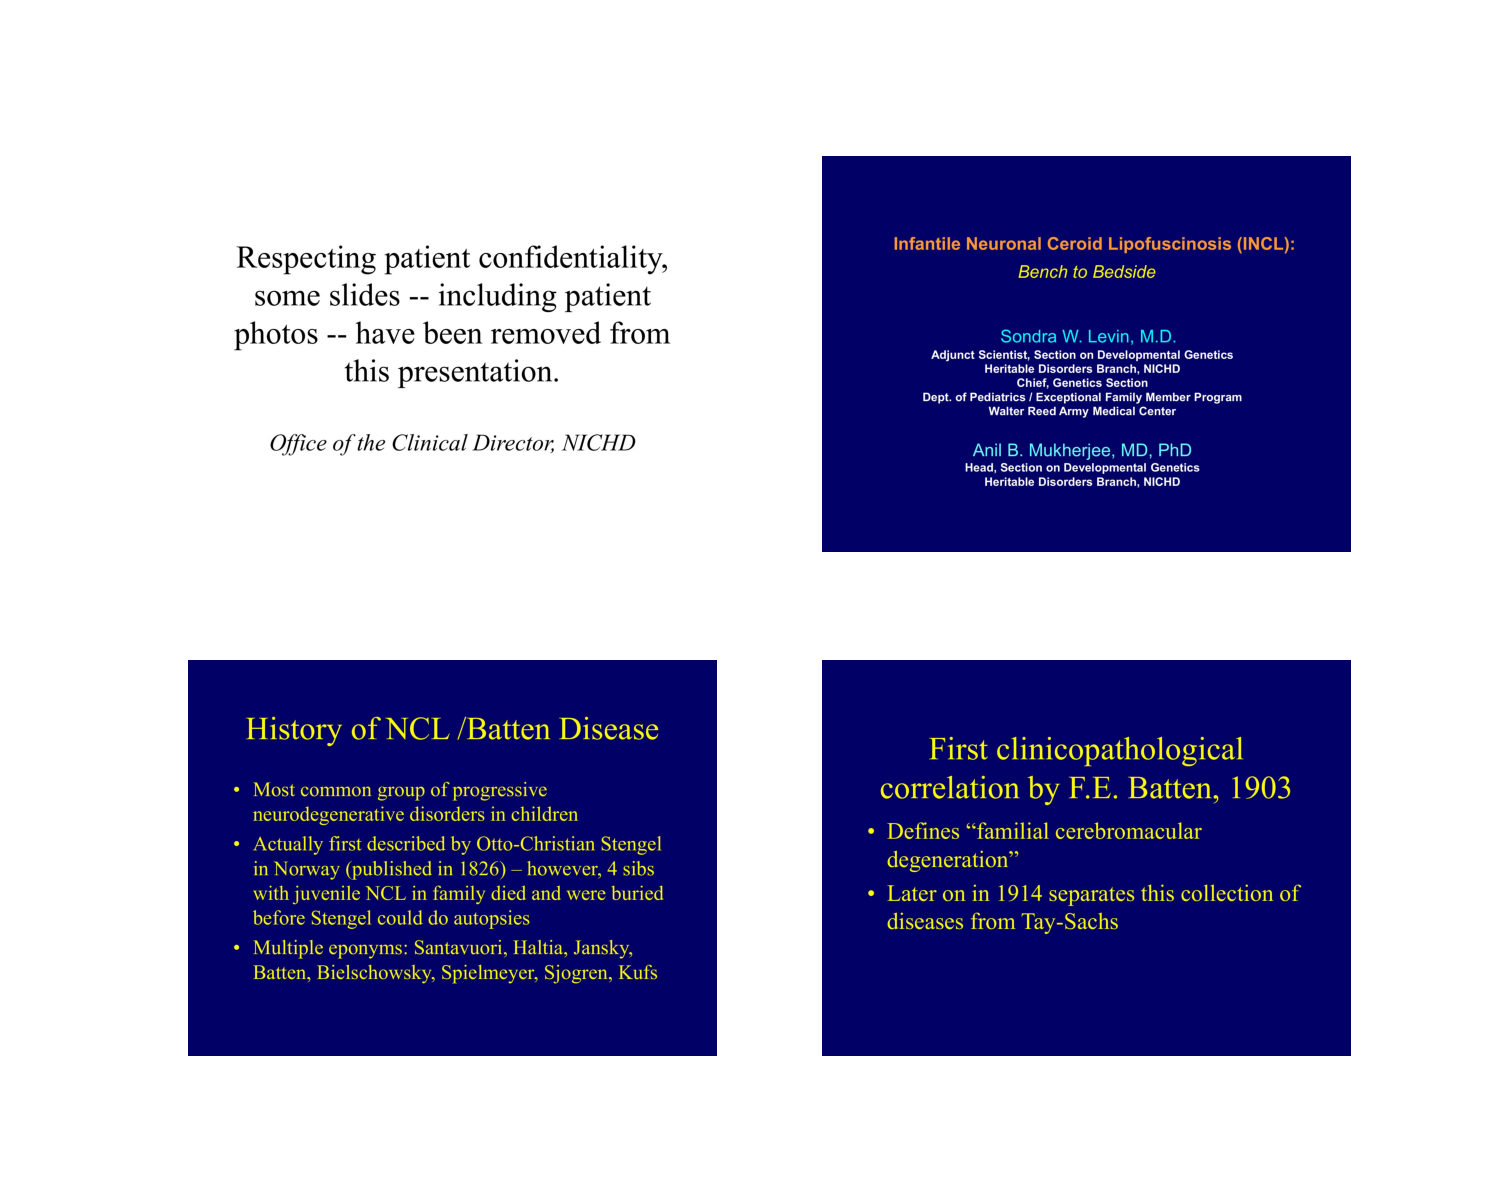 Respecting patient confidentiality,
some slides -- including patient
photos -- have been removed from
this presentation.
Office of the Clinical Director, NICHD
Infantile Neuronal Ceroid Lipofuscinosis (INCL):
Bench to Bedside
Sondra W. Levin, M.D.
Adjunct Scientist, Section on Developmental Genetics
Heritable Disorders Branch, NICHD
Chief, Genetics Section
Dept. of Pediatrics / Exceptional Family Member Program
Walter Reed Army Medical Center
Anil B. Mukherjee, MD, PhD
Head, Section on Developmental Genetics
Heritable Disorders Branch, NICHD
History of NCL /Batten Disease
• Most common group of progressive
neurodegenerative disorders in children
• Actually first described by Otto-Christian Stengel
in Norway (published in 1826) – however, 4 sibs
with juvenile NCL in family died and were buried
before Stengel could do autopsies
• Multiple eponyms: Santavuori, Haltia, Jansky,
Batten, Bielschowsky, Spielmeyer, Sjogren, Kufs
First clinicopathological
correlation by F.E. Batten, 1903
• Defines “familial cerebromacular
degeneration”
• Later on in 1914 separates this collection of
diseases from Tay-Sachs